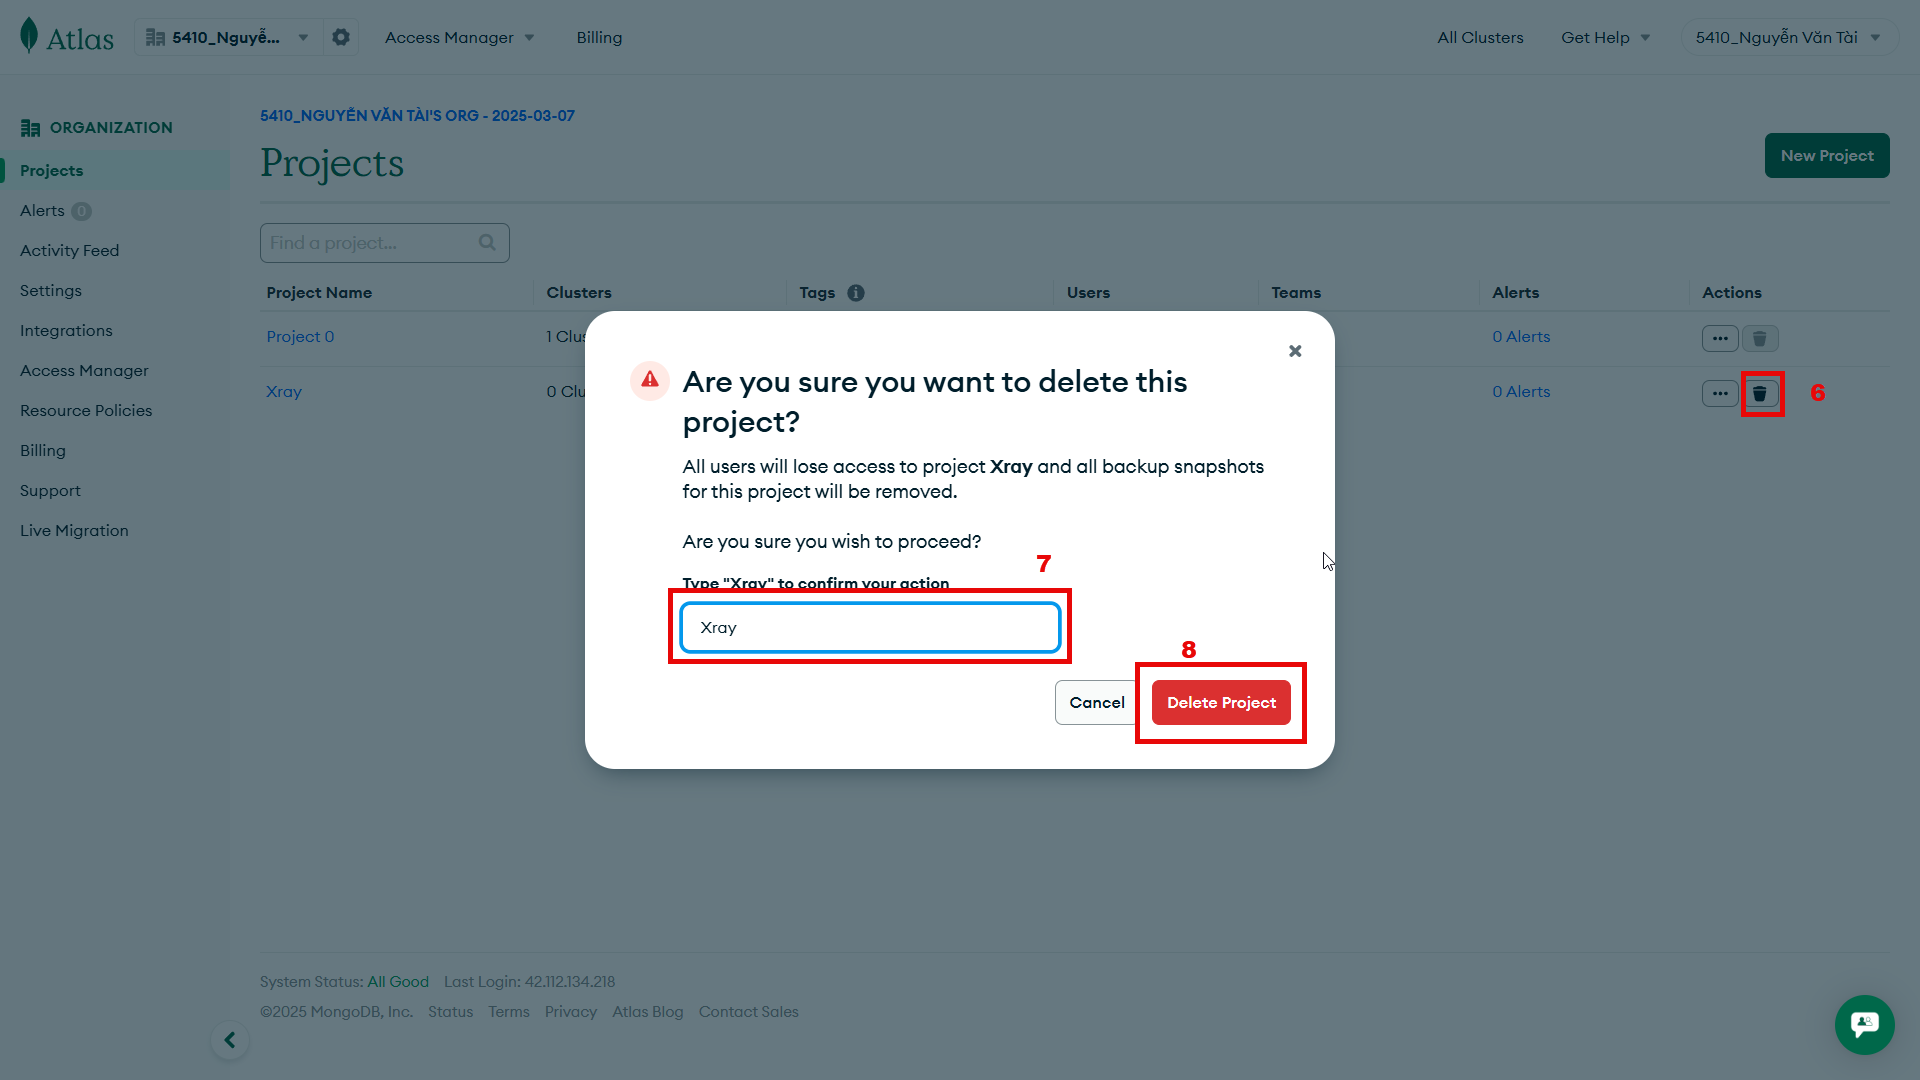 Atlas
5410_Nguyễ...
Access Manager
Billing
All Clusters
Get Help
5410_Nguyễn Văn Tài
ORGANIZATION
Projects
Alerts 0
Activity Feed
Settings
Integrations
Access Manager
Resource Policies
Billing
Support
Live Migration
5410_NGUYỄN VĂN TÀI'S ORG - 2025-03-07
Projects
New Project
Find a project...
Project Name Clusters Tags Users Teams Alerts Actions
Project 0 1 Clus 0 Alerts
Xray 0 Clu 0 Alerts
6
Are you sure you want to delete this
project?
All users will lose access to project Xray and all backup snapshots
for this project will be removed.
Are you sure you wish to proceed?
7
Type "Xray" to confirm your action
Xray
8
Cancel
Delete Project
System Status: All Good Last Login: 42.112.134.218
©2025 MongoDB, Inc. Status Terms Privacy Atlas Blog Contact Sales